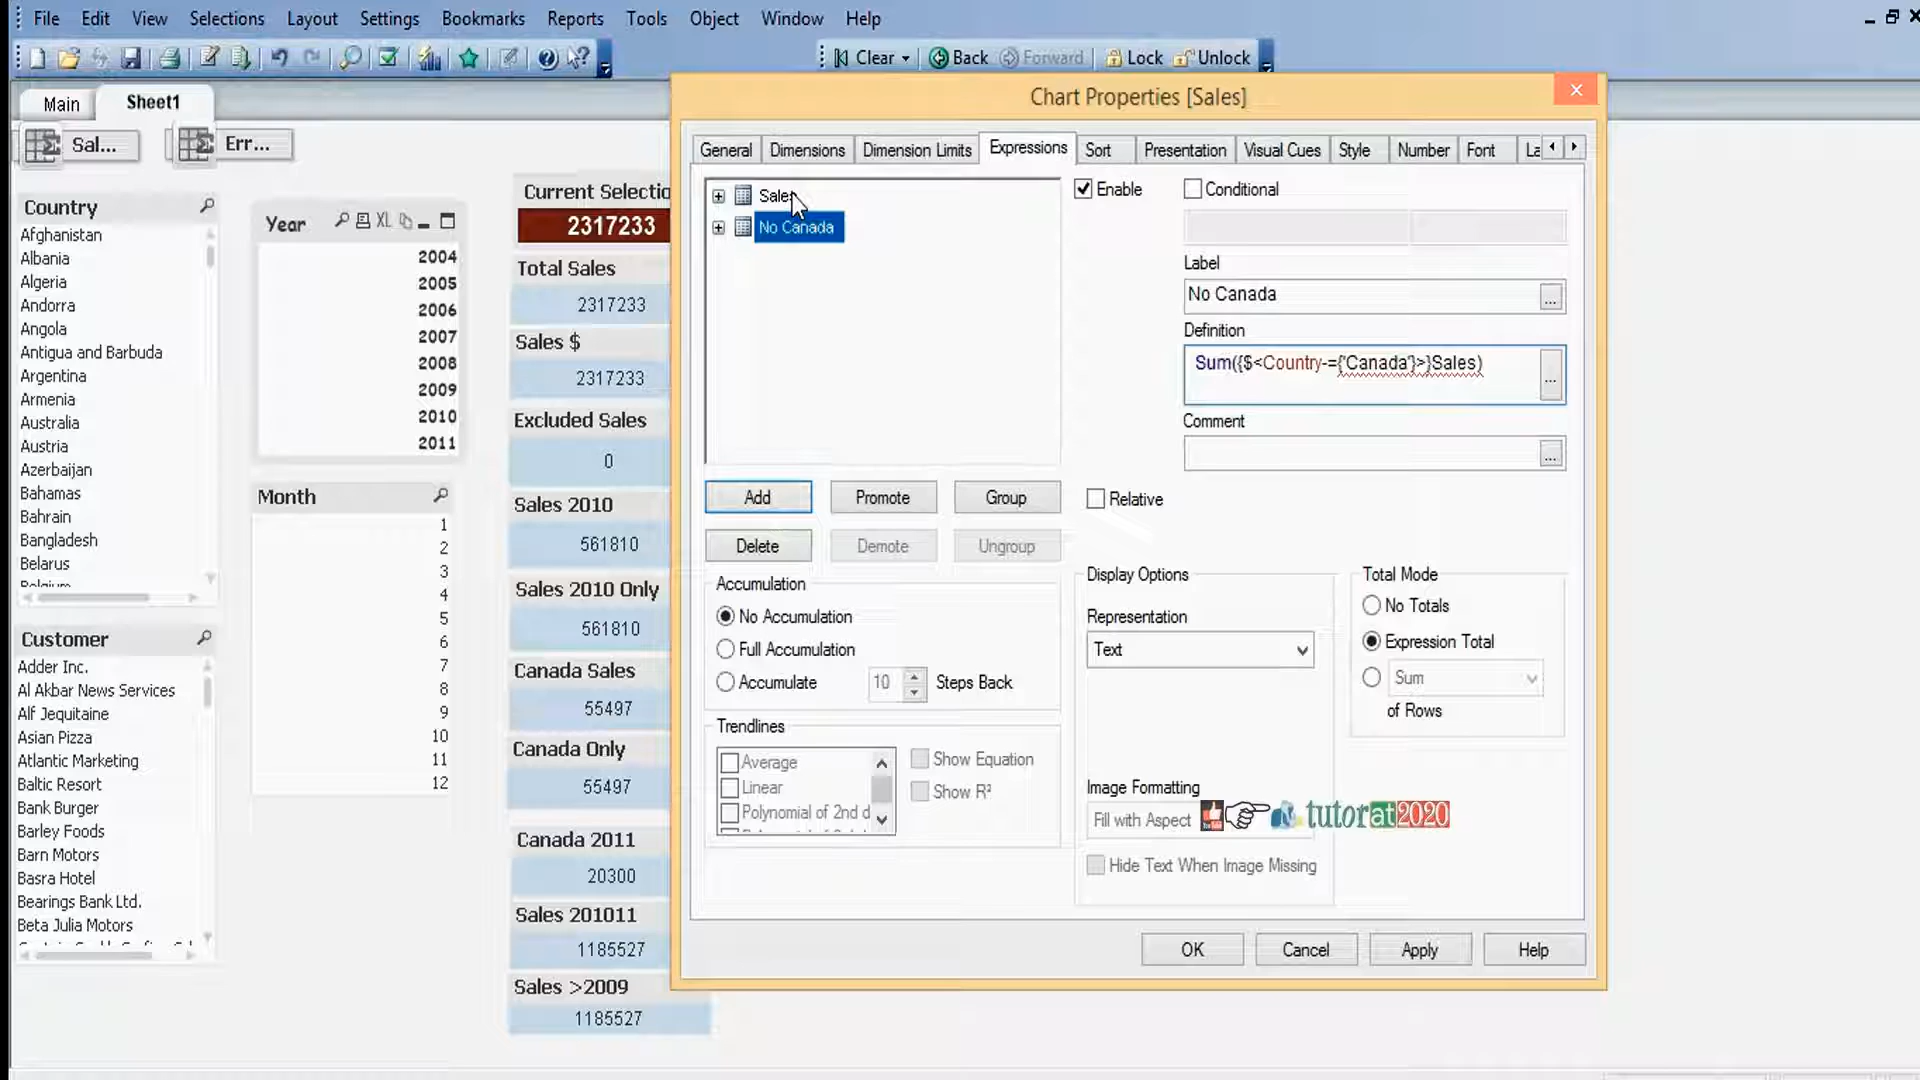 File Edit View Selections Layout Settings Bookmarks Reports Tools Object Window Help
Clear Back Forward Lock Unlock
Main Sheet1
Sal... Err...
Country
Afghanistan
Albania
Algeria
Andorra
Angola
Antigua and Barbuda
Argentina
Armenia
Australia
Austria
Azerbaijan
Bahamas
Bahrain
Bangladesh
Belarus
Belgium
Customer
Adder Inc.
Al Akbar News Services
Alf Jequitaine
Asian Pizza
Atlantic Marketing
Baltic Resort
Bank Burger
Barley Foods
Barn Motors
Basra Hotel
Bearings Bank Ltd.
Beta Julia Motors
Year XL
2004
2005
2006
2007
2008
2009
2010
2011
Month
1
2
3
4
5
6
7
8
9
10
11
12
Current Selectio
2317233
Total Sales
2317233
Sales $
2317233
Excluded Sales
0
Sales 2010
561810
Sales 2010 Only
561810
Canada Sales
55497
Canada Only
55497
Canada 2011
20300
Sales 201011
1185527
Sales >2009
1185527
Chart Properties [Sales]
General Dimensions Dimension Limits Expressions Sort Presentation Visual Cues Style Number Font La
Sales
No Canada
Enable Conditional
Label
No Canada
...
Definition
Sum({$<Country-={'Canada'}>}Sales)
...
Comment
...
Add Promote Group
Delete Demote Ungroup
Relative
Accumulation
No Accumulation
Full Accumulation
Accumulate 10 Steps Back
Trendlines
Average
Linear
Polynomial of 2nd d
Show Equation
Show R²
Display Options
Representation
Text
Image Formatting
Fill with Aspect
Hide Text When Image Missing
Total Mode
No Totals
Expression Total
Sum
of Rows
tutorat2020
OK Cancel Apply Help